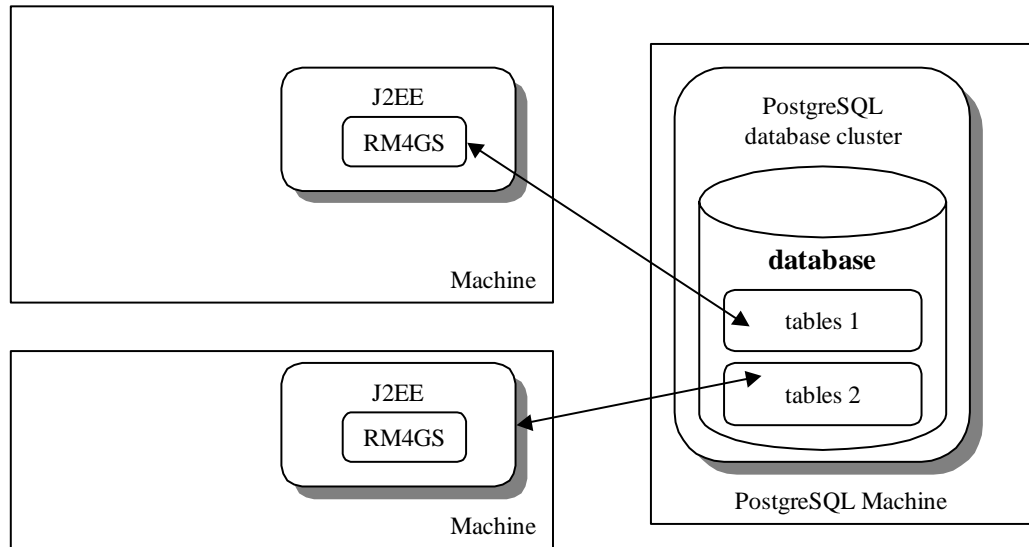 J2EE
RM4GS
Machine
J2EE
RM4GS
Machine
PostgreSQL
database cluster
database
tables 1
tables 2
PostgreSQL Machine